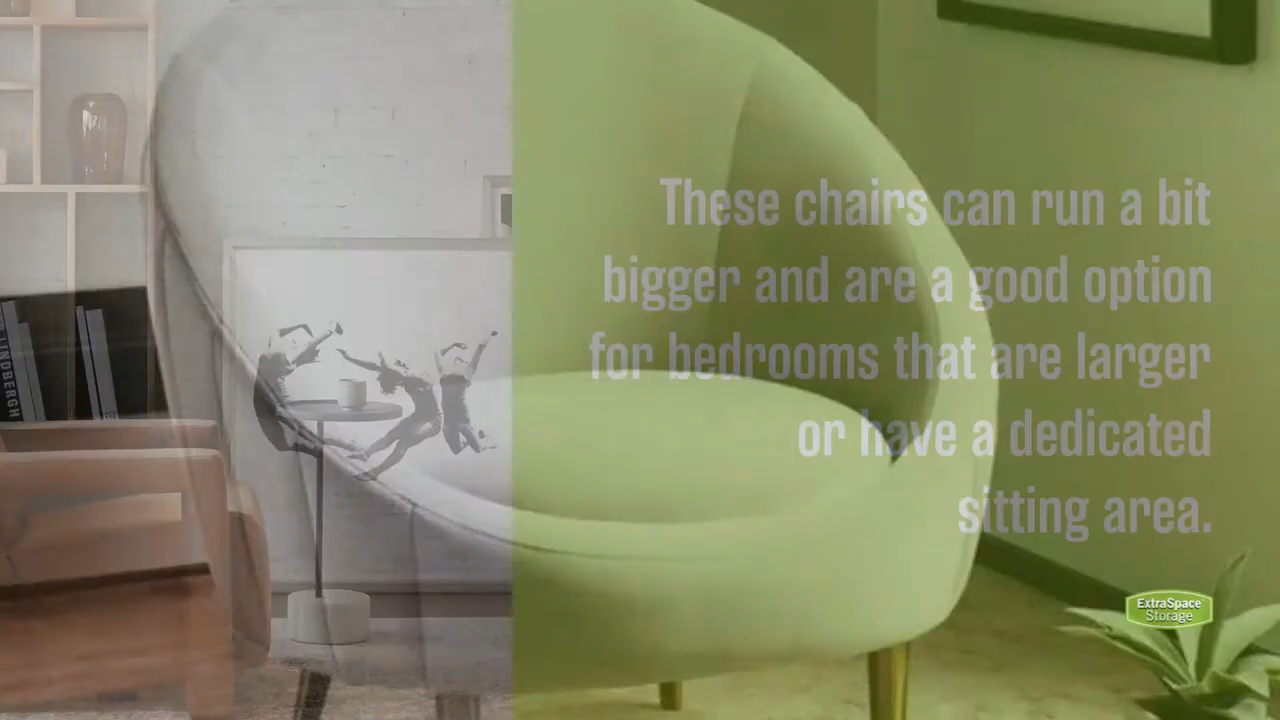 These chairs can run a bit
bigger and are a good option
for bedrooms that are larger
or have a dedicated
sitting area.
LINDBERGH
ExtraSpace
Storage